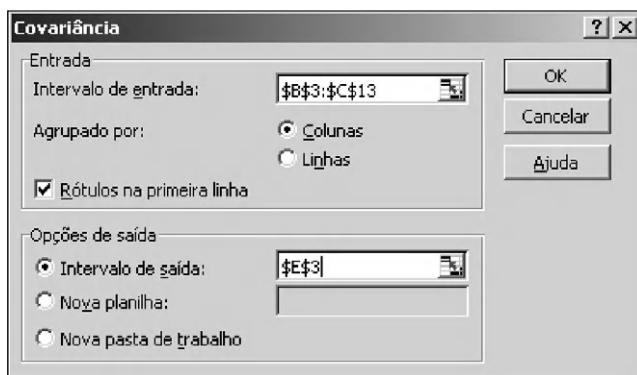 Covariância
Entrada
Intervalo de entrada: $B$3:$C$13
Agrupado por: Colunas
Linhas
Rótulos na primeira linha
Opções de saída
Intervalo de saída: $E$3
Nova planilha:
Nova pasta de trabalho
OK
Cancelar
Ajuda